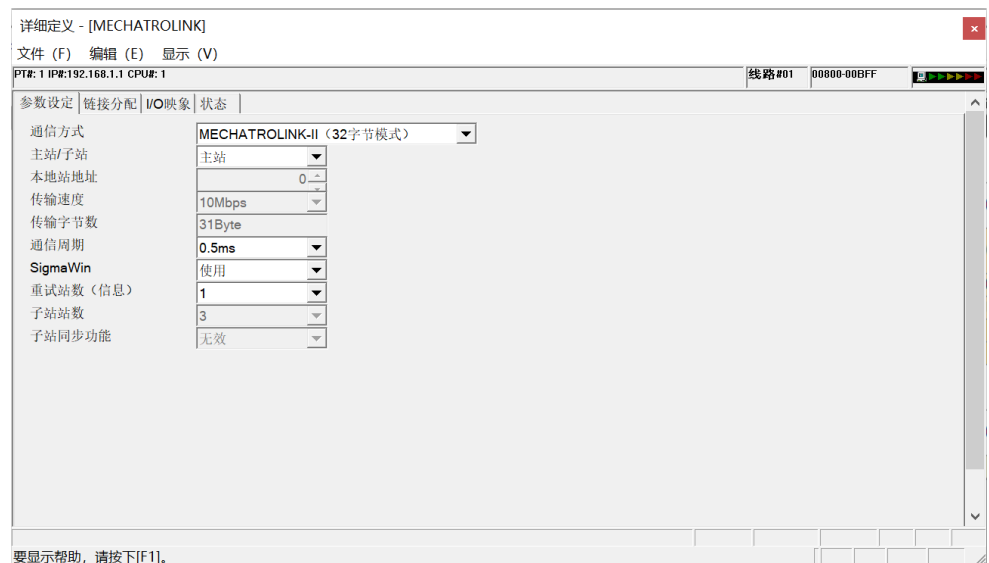 详细定义 - [MECHATROLINK]
文件（F） 编辑（E） 显示（V）
PT#: 1 IP#:192.168.1.1 CPU#: 1 线路#01 00800-00BFF
参数设定 链接分配 I/O映象 状态
通信方式 MECHATROLINK-II（32字节模式）
主站/子站 主站
本地站地址 0
传输速度 10Mbps
传输字节数 31Byte
通信周期 0.5ms
SigmaWin 使用
重试站数（信息） 1
子站站数 3
子站同步功能 无效
要显示帮助，请按下[F1]。